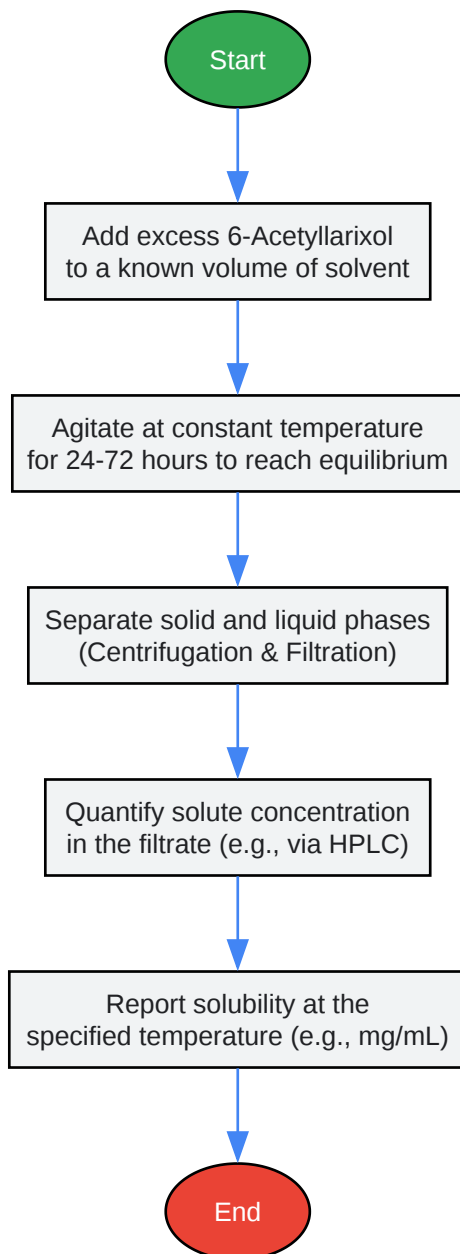 Start
Add excess 6-Acetyllarixol
to a known volume of solvent
Agitate at constant temperature
for 24-72 hours to reach equilibrium
Separate solid and liquid phases
(Centrifugation & Filtration)
Quantify solute concentration
in the filtrate (e.g., via HPLC)
Report solubility at the
specified temperature (e.g., mg/mL)
End